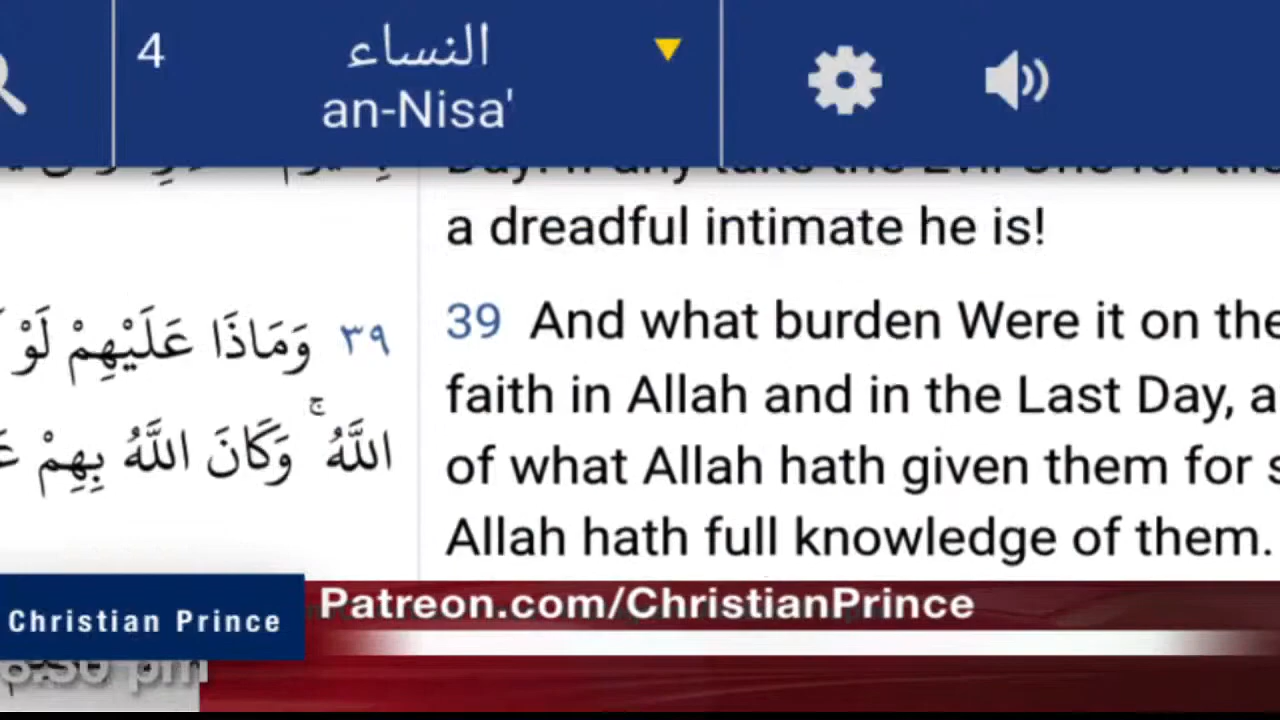 4
النساء
an-Nisa'
a dreadful intimate he is!
٣٩ وَمَاذَا عَلَيْهِمْ لَوْ
اللَّهُ ۚ وَكَانَ اللَّهُ بِهِمْ
39 And what burden Were it on the
faith in Allah and in the Last Day, a
of what Allah hath given them for s
Allah hath full knowledge of them.
Christian Prince
Patreon.com/ChristianPrince
pm